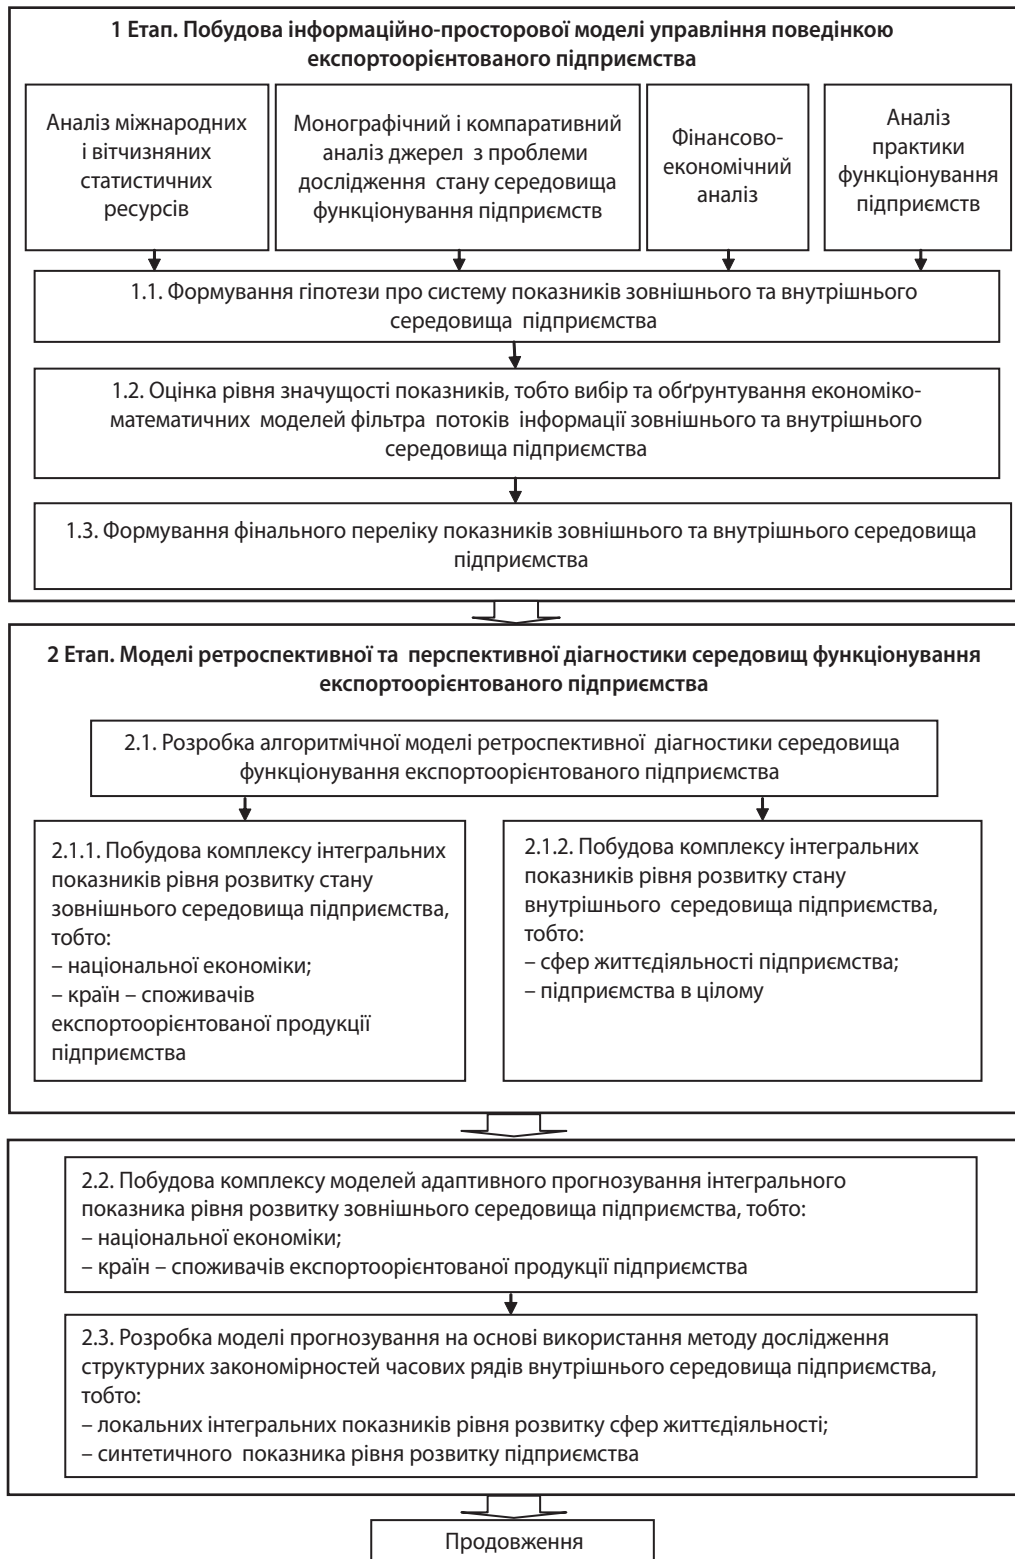 1 Етап. Побудова інформаційно-просторової моделі управління поведінкою
експортоорієнтованого підприємства
Аналіз міжнародних
і вітчизняних
статистичних
ресурсів
Монографічний і компаративний
аналіз джерел з проблеми
дослідження стану середовища
функціонування підприємств
Фінансово-
економічний
аналіз
Аналіз
практики
функціонування
підприємств
1.1. Формування гіпотези про систему показників зовнішнього та внутрішнього
середовища підприємства
1.2. Оцінка рівня значущості показників, тобто вибір та обґрунтування економіко-
математичних моделей фільтра потоків інформації зовнішнього та внутрішнього
середовища підприємства
1.3. Формування фінального переліку показників зовнішнього та внутрішнього середовища
підприємства
2 Етап. Моделі ретроспективної та перспективної діагностики середовищ функціонування
експортоорієнтованого підприємства
2.1. Розробка алгоритмічної моделі ретроспективної діагностики середовища
функціонування експортоорієнтованого підприємства
2.1.1. Побудова комплексу інтегральних
показників рівня розвитку стану
зовнішнього середовища підприємства,
тобто:
– національної економіки;
– країн – споживачів
експортоорієнтованої продукції
підприємства
2.1.2. Побудова комплексу інтегральних
показників рівня розвитку стану
внутрішнього середовища підприємства,
тобто:
– сфер життєдіяльності підприємства;
– підприємства в цілому
2.2. Побудова комплексу моделей адаптивного прогнозування інтегрального
показника рівня розвитку зовнішнього середовища підприємства, тобто:
– національної економіки;
– країн – споживачів експортоорієнтованої продукції підприємства
2.3. Розробка моделі прогнозування на основі використання методу дослідження
структурних закономірностей часових рядів внутрішнього середовища підприємства,
тобто:
– локальних інтегральних показників рівня розвитку сфер життєдіяльності;
– синтетичного показника рівня розвитку підприємства
Продовження